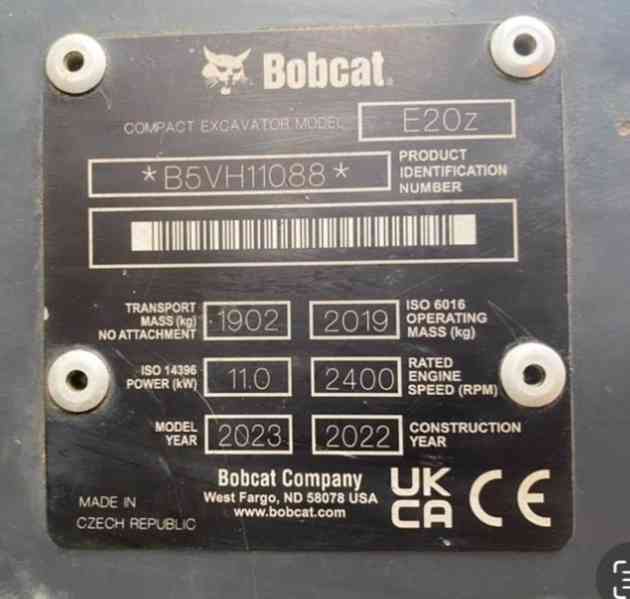 Bobcat
COMPACT EXCAVATOR MODEL E20z
*B5VH11088* PRODUCT
IDENTIFICATION
NUMBER
TRANSPORT
MASS (kg)
NO ATTACHMENT
1902
2019
ISO 6016
OPERATING
MASS (kg)
ISO 14396
POWER (kW)
11.0
2400
RATED
ENGINE
SPEED (RPM)
MODEL
YEAR
2023
2022
CONSTRUCTION
YEAR
Bobcat Company
West Fargo, ND 58078 USA
www.bobcat.com
MADE IN
CZECH REPUBLIC
UK
CA
CE